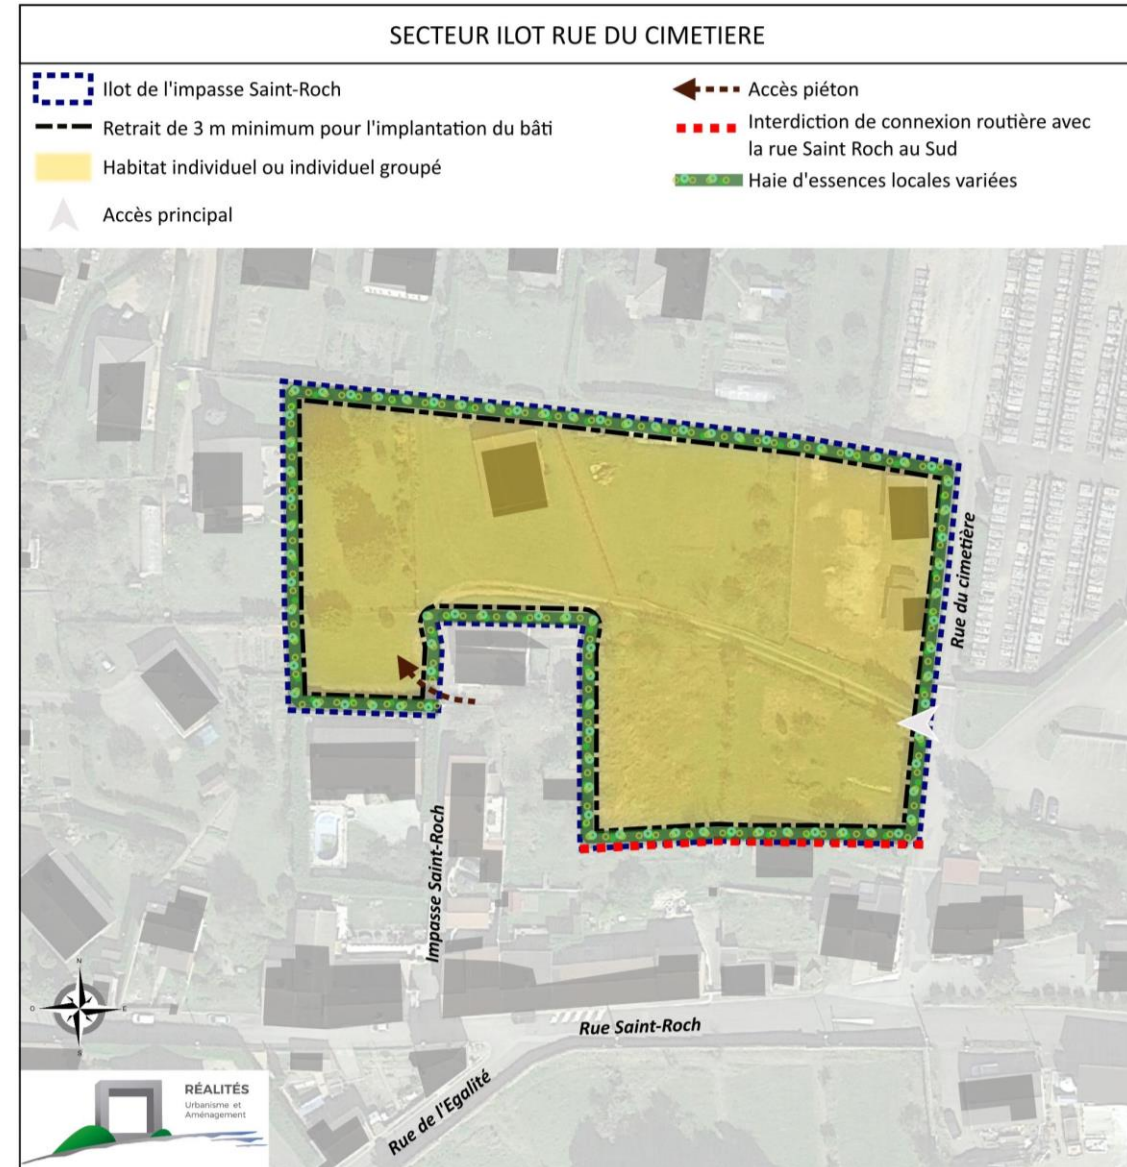 SECTEUR ILOT RUE DU CIMETIERE
Ilot de l'impasse Saint-Roch
Retrait de 3 m minimum pour l'implantation du bâti
Habitat individuel ou individuel groupé
Accès principal
Accès piéton
Interdiction de connexion routière avec
la rue Saint Roch au Sud
Haie d'essences locales variées
Rue du cimetière
Impasse Saint-Roch
N
O
E
S
Rue Saint-Roch
Rue de l'Egalité
RÉALITÉS
Urbanisme et
Aménagement